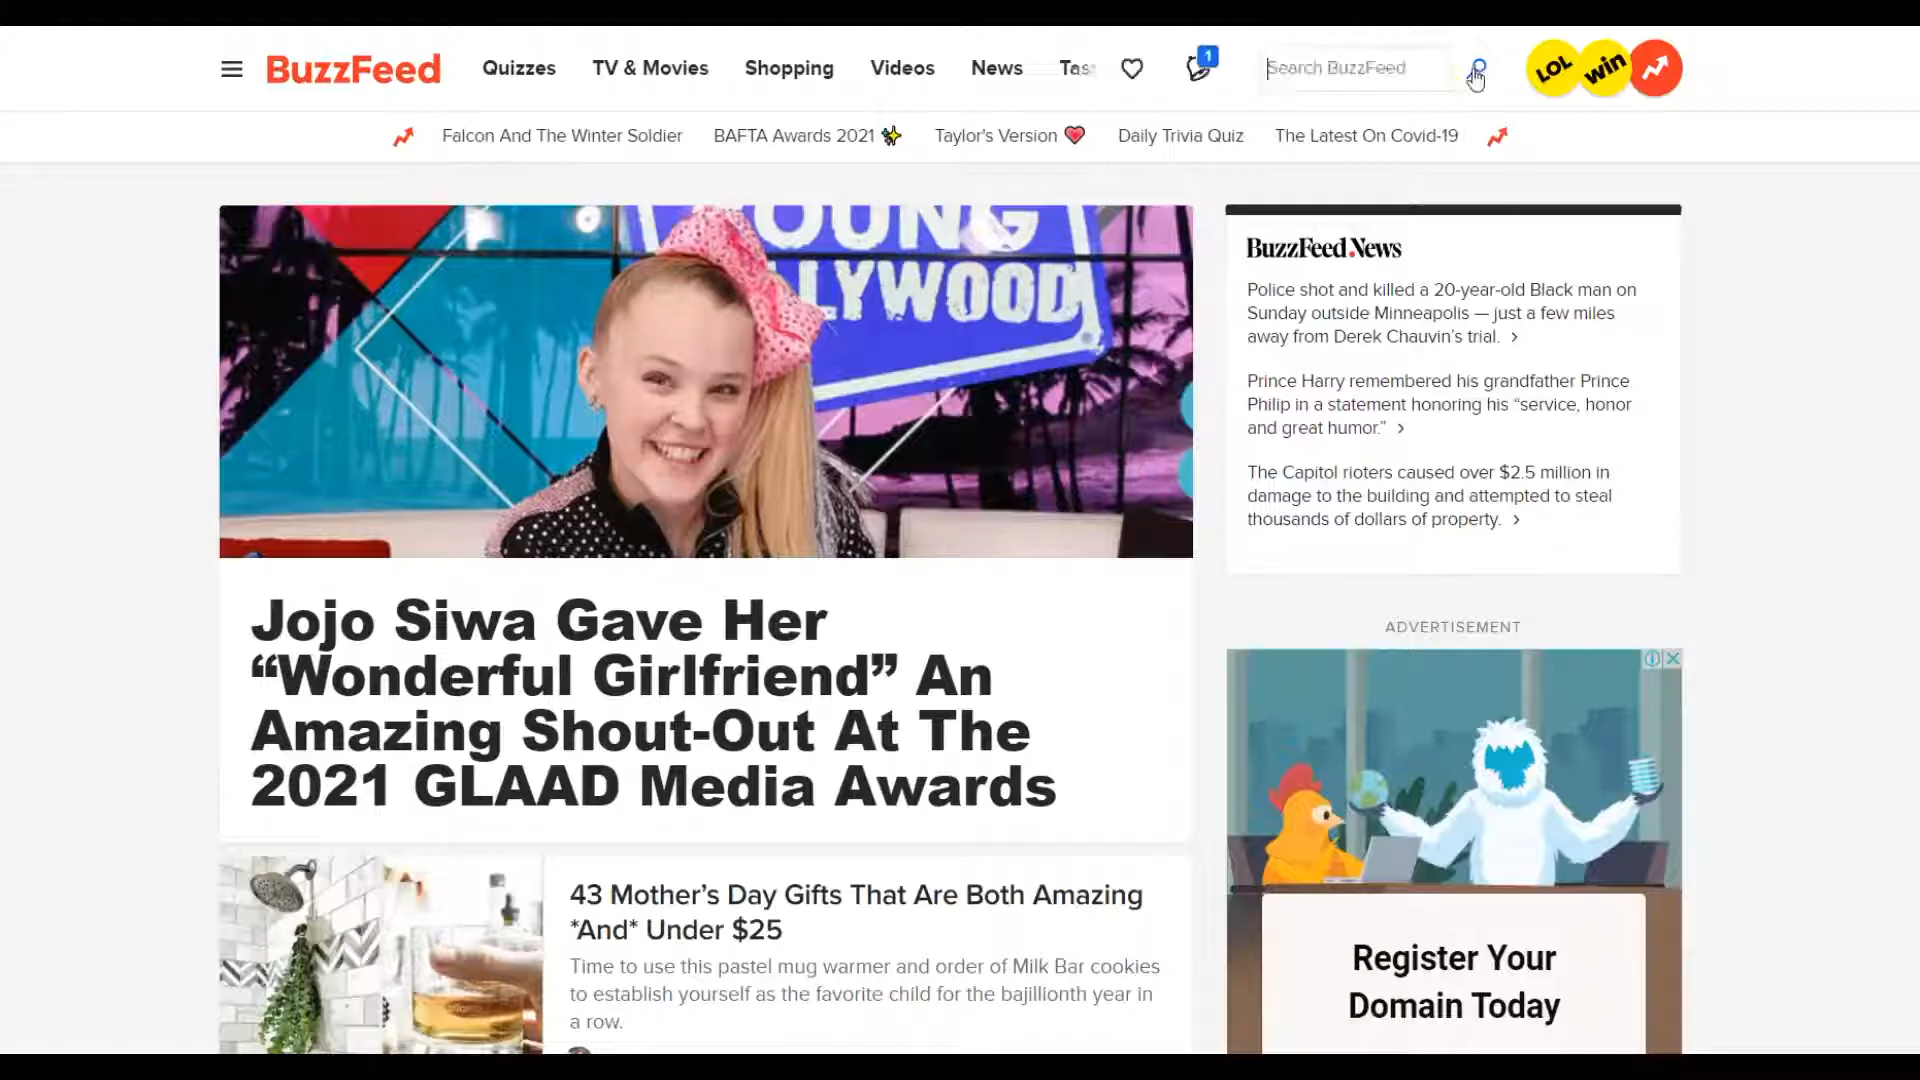 BuzzFeed
Quizzes
TV & Movies
Shopping
Videos
News
Tas
1
Search BuzzFeed
LOL
win
Falcon And The Winter Soldier
BAFTA Awards 2021 ✨
Taylor's Version ❤️
Daily Trivia Quiz
The Latest On Covid-19
OUNG
LLYWOOD
Jojo Siwa Gave Her
“Wonderful Girlfriend” An
Amazing Shout-Out At The
2021 GLAAD Media Awards
43 Mother’s Day Gifts That Are Both Amazing
*And* Under $25
Time to use this pastel mug warmer and order of Milk Bar cookies
to establish yourself as the favorite child for the bajillionth year in
a row.
BuzzFeed News
Police shot and killed a 20-year-old Black man on
Sunday outside Minneapolis — just a few miles
away from Derek Chauvin’s trial. ›
Prince Harry remembered his grandfather Prince
Philip in a statement honoring his “service, honor
and great humor.” ›
The Capitol rioters caused over $2.5 million in
damage to the building and attempted to steal
thousands of dollars of property. ›
ADVERTISEMENT
Register Your
Domain Today